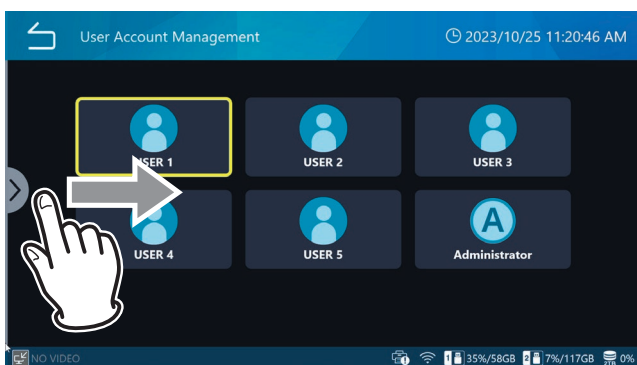 User Account Management 2023/10/25 11:20:46 AM
USER 1 USER 2 USER 3
USER 4 USER 5 Administrator
A
NO VIDEO 1 35%/58GB 2 7%/117GB 2TB 0%